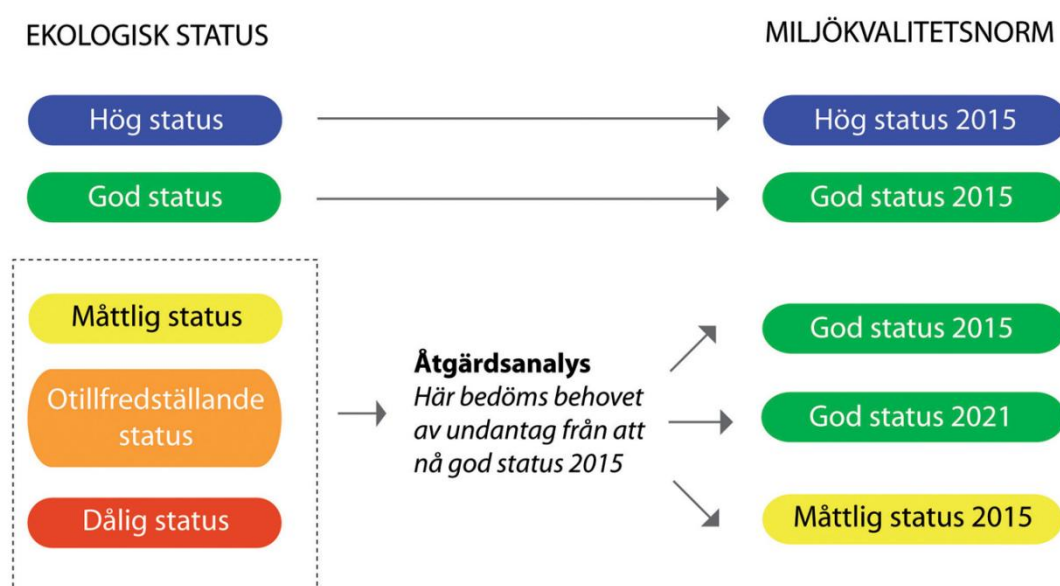 EKOLOGISK STATUS
MILJÖKVALITETSNORM
Hög status
Hög status 2015
God status
God status 2015
Måttlig status
Otillfredställande
status
Dålig status
Åtgärdsanalys
Här bedöms behovet
av undantag från att
nå god status 2015
God status 2015
God status 2021
Måttlig status 2015